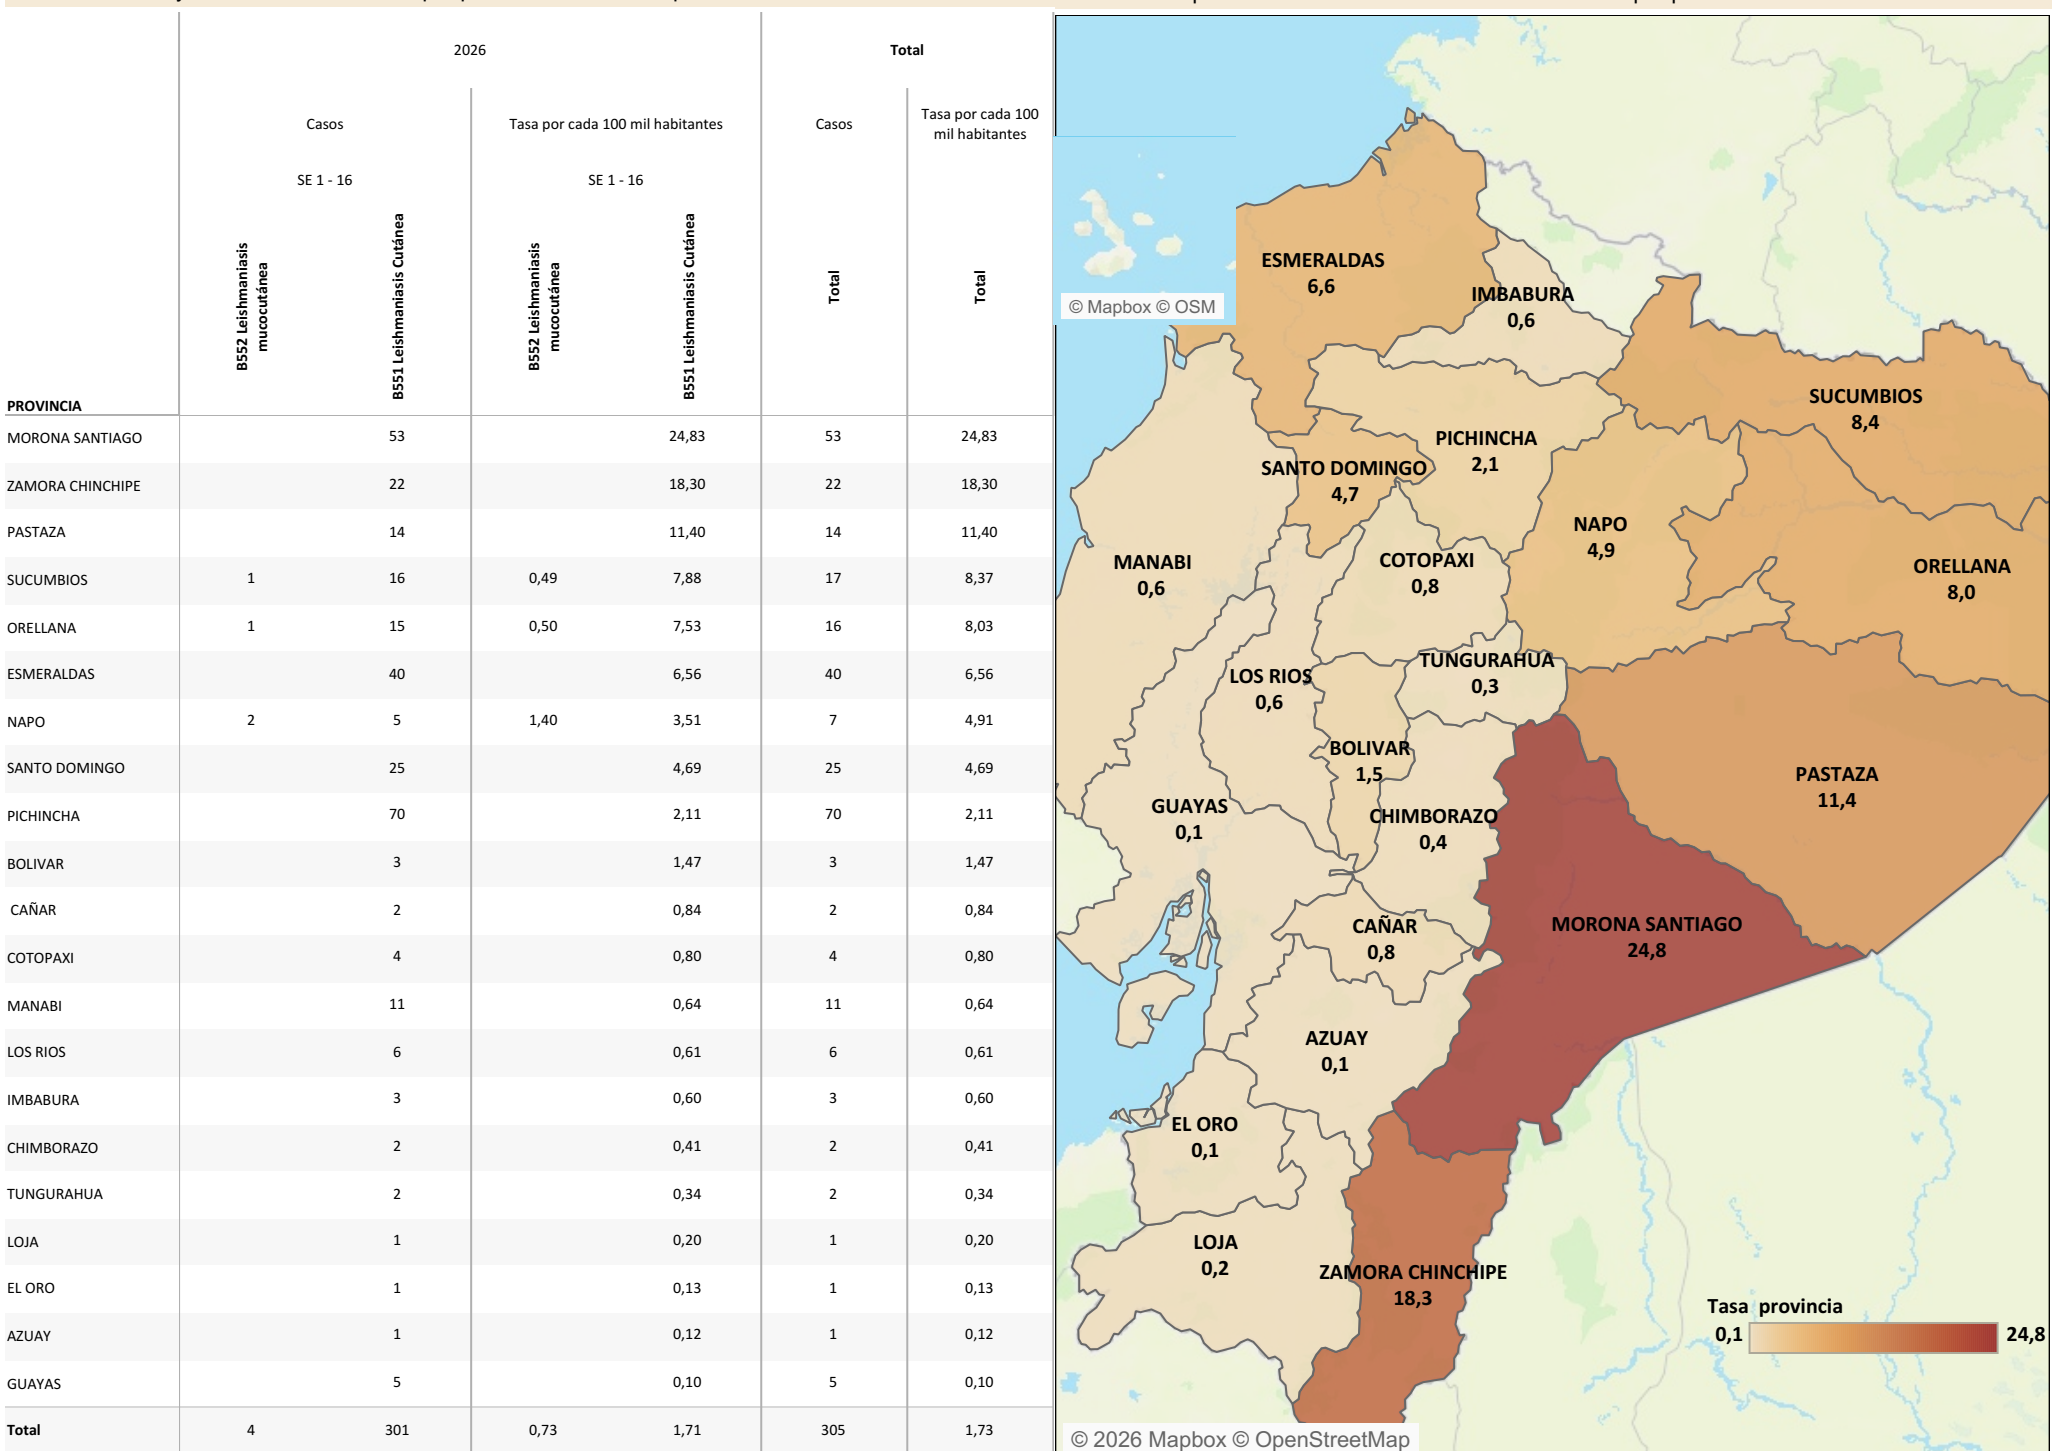 2026
Total
Casos
Tasa por cada 100 mil habitantes
Casos
Tasa por cada 100
mil habitantes
SE 1 - 16
SE 1 - 16
PROVINCIA
B552 Leishmaniasis
mucocutánea
B551 Leishmaniasis Cutánea
B552 Leishmaniasis
mucocutánea
B551 Leishmaniasis Cutánea
Total
Total
MORONA SANTIAGO 53 24,83 53 24,83
ZAMORA CHINCHIPE 22 18,30 22 18,30
PASTAZA 14 11,40 14 11,40
SUCUMBIOS 1 16 0,49 7,88 17 8,37
ORELLANA 1 15 0,50 7,53 16 8,03
ESMERALDAS 40 6,56 40 6,56
NAPO 2 5 1,40 3,51 7 4,91
SANTO DOMINGO 25 4,69 25 4,69
PICHINCHA 70 2,11 70 2,11
BOLIVAR 3 1,47 3 1,47
CAÑAR 2 0,84 2 0,84
COTOPAXI 4 0,80 4 0,80
MANABI 11 0,64 11 0,64
LOS RIOS 6 0,61 6 0,61
IMBABURA 3 0,60 3 0,60
CHIMBORAZO 2 0,41 2 0,41
TUNGURAHUA 2 0,34 2 0,34
LOJA 1 0,20 1 0,20
EL ORO 1 0,13 1 0,13
AZUAY 1 0,12 1 0,12
GUAYAS 5 0,10 5 0,10
Total 4 301 0,73 1,71 305 1,73
© Mapbox © OSM
ESMERALDAS
6,6
IMBABURA
0,6
SUCUMBIOS
8,4
PICHINCHA
2,1
SANTO DOMINGO
4,7
NAPO
4,9
COTOPAXI
0,8
MANABI
0,6
ORELLANA
8,0
TUNGURAHUA
0,3
LOS RIOS
0,6
BOLIVAR
1,5
PASTAZA
11,4
GUAYAS
0,1
CHIMBORAZO
0,4
CAÑAR
0,8
MORONA SANTIAGO
24,8
AZUAY
0,1
EL ORO
0,1
LOJA
0,2
ZAMORA CHINCHIPE
18,3
Tasa provincia
0,1 24,8
© 2026 Mapbox © OpenStreetMap